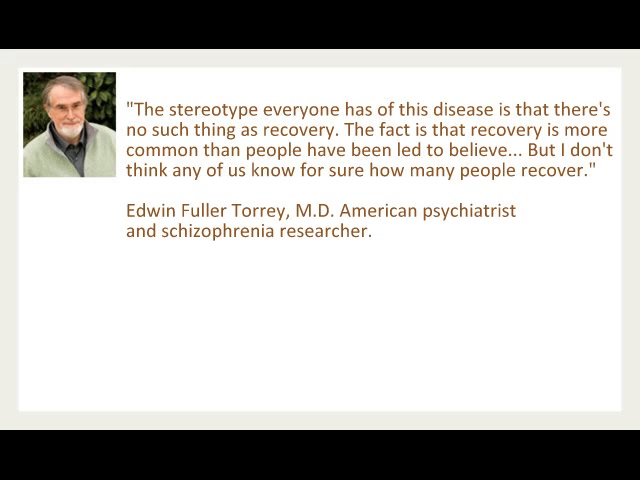 "The stereotype everyone has of this disease is that there's
no such thing as recovery. The fact is that recovery is more
common than people have been led to believe... But I don't
think any of us know for sure how many people recover."
Edwin Fuller Torrey, M.D. American psychiatrist
and schizophrenia researcher.